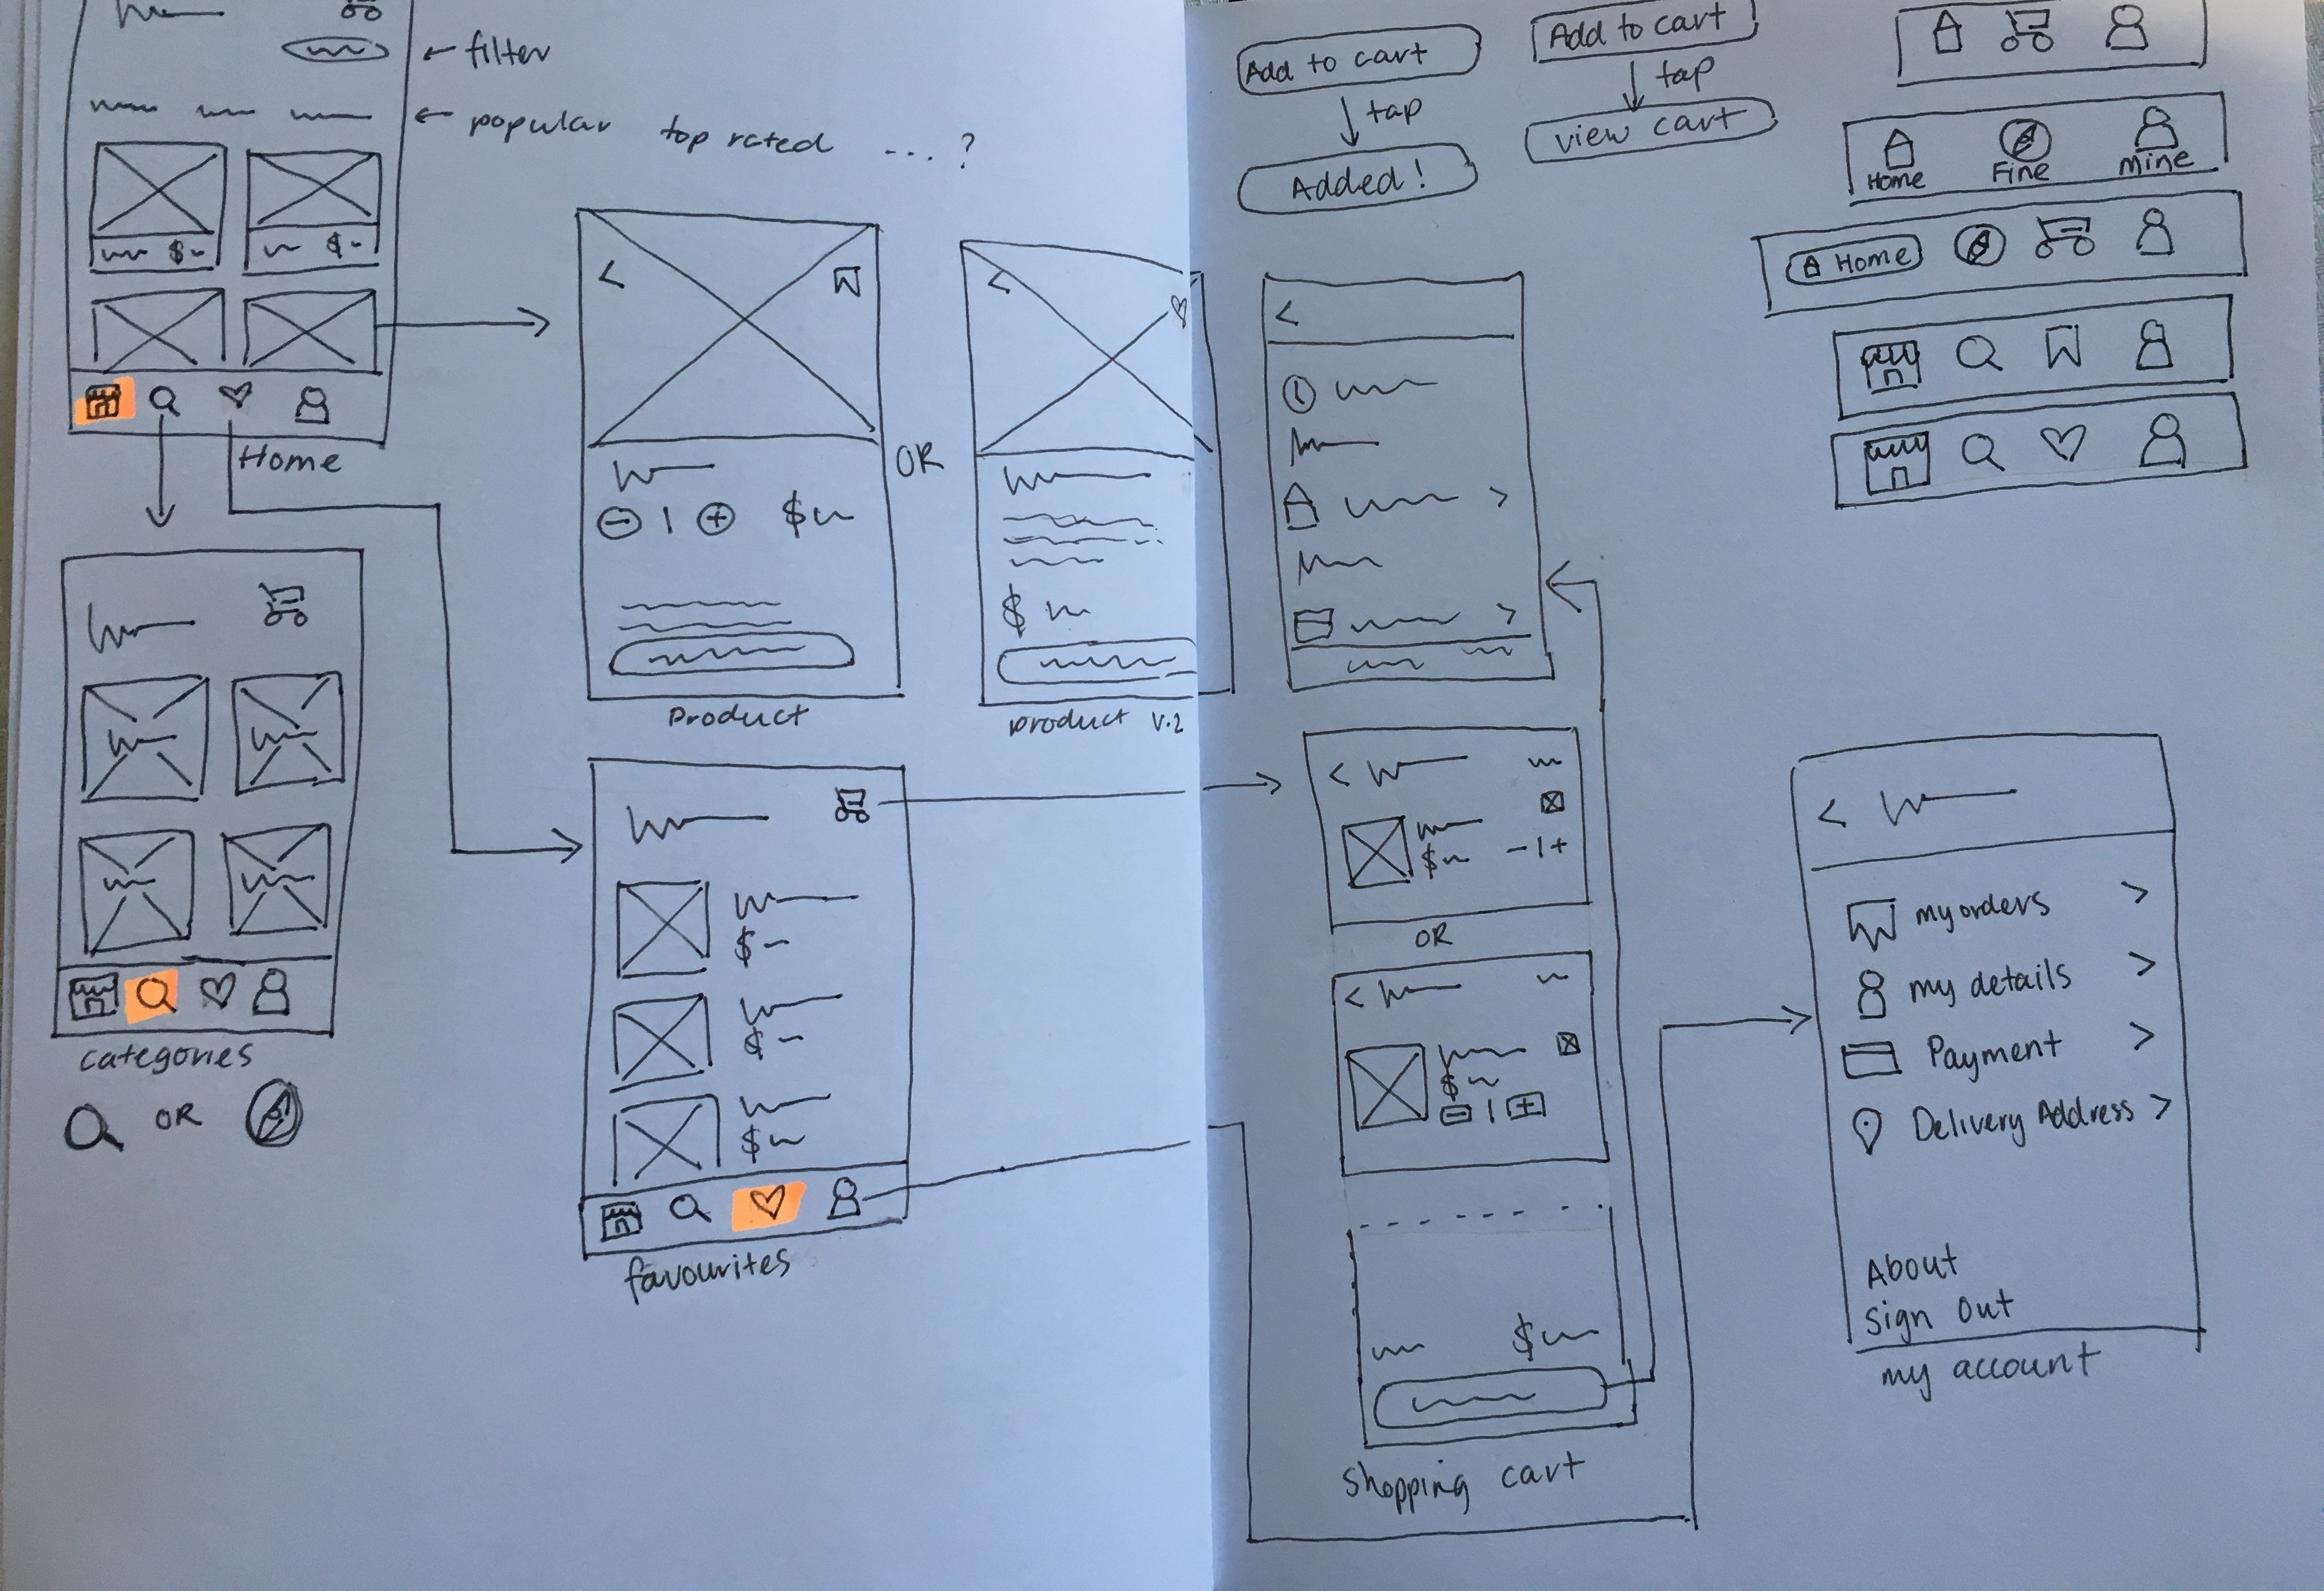 ← filter
← popular top rated ... ?
$
$
Home
OR
1
$
$
Product
product v.2
categories
OR
$
$
$
favourites
Add to cart
tap
Added!
Add to cart
tap
view cart
Home Fine mine
Home
$ - 1 +
OR
$
1
$
shopping cart
my orders >
my details >
Payment >
Delivery Address >
About
Sign Out
my account